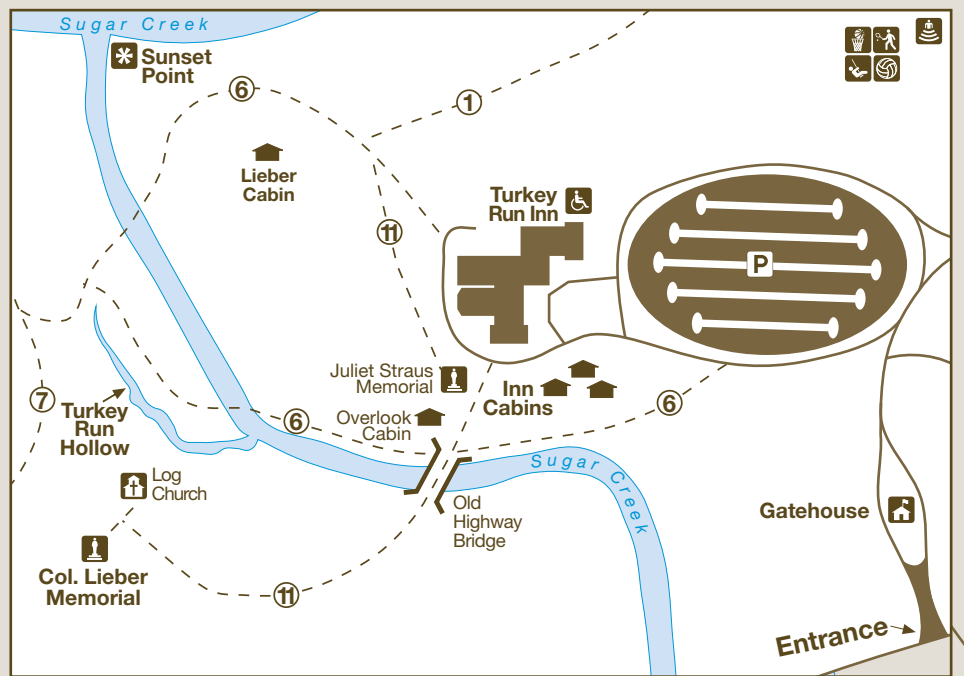 Sugar Creek
Sunset
Point
6
1
Lieber
Cabin
Turkey
Run Inn
11
P
Juliet Straus
Memorial
Inn
Cabins
7
Turkey
Run
Hollow
6
Overlook
Cabin
6
Sugar Creek
Log
Church
Old
Highway
Bridge
Gatehouse
Col. Lieber
Memorial
11
Entrance